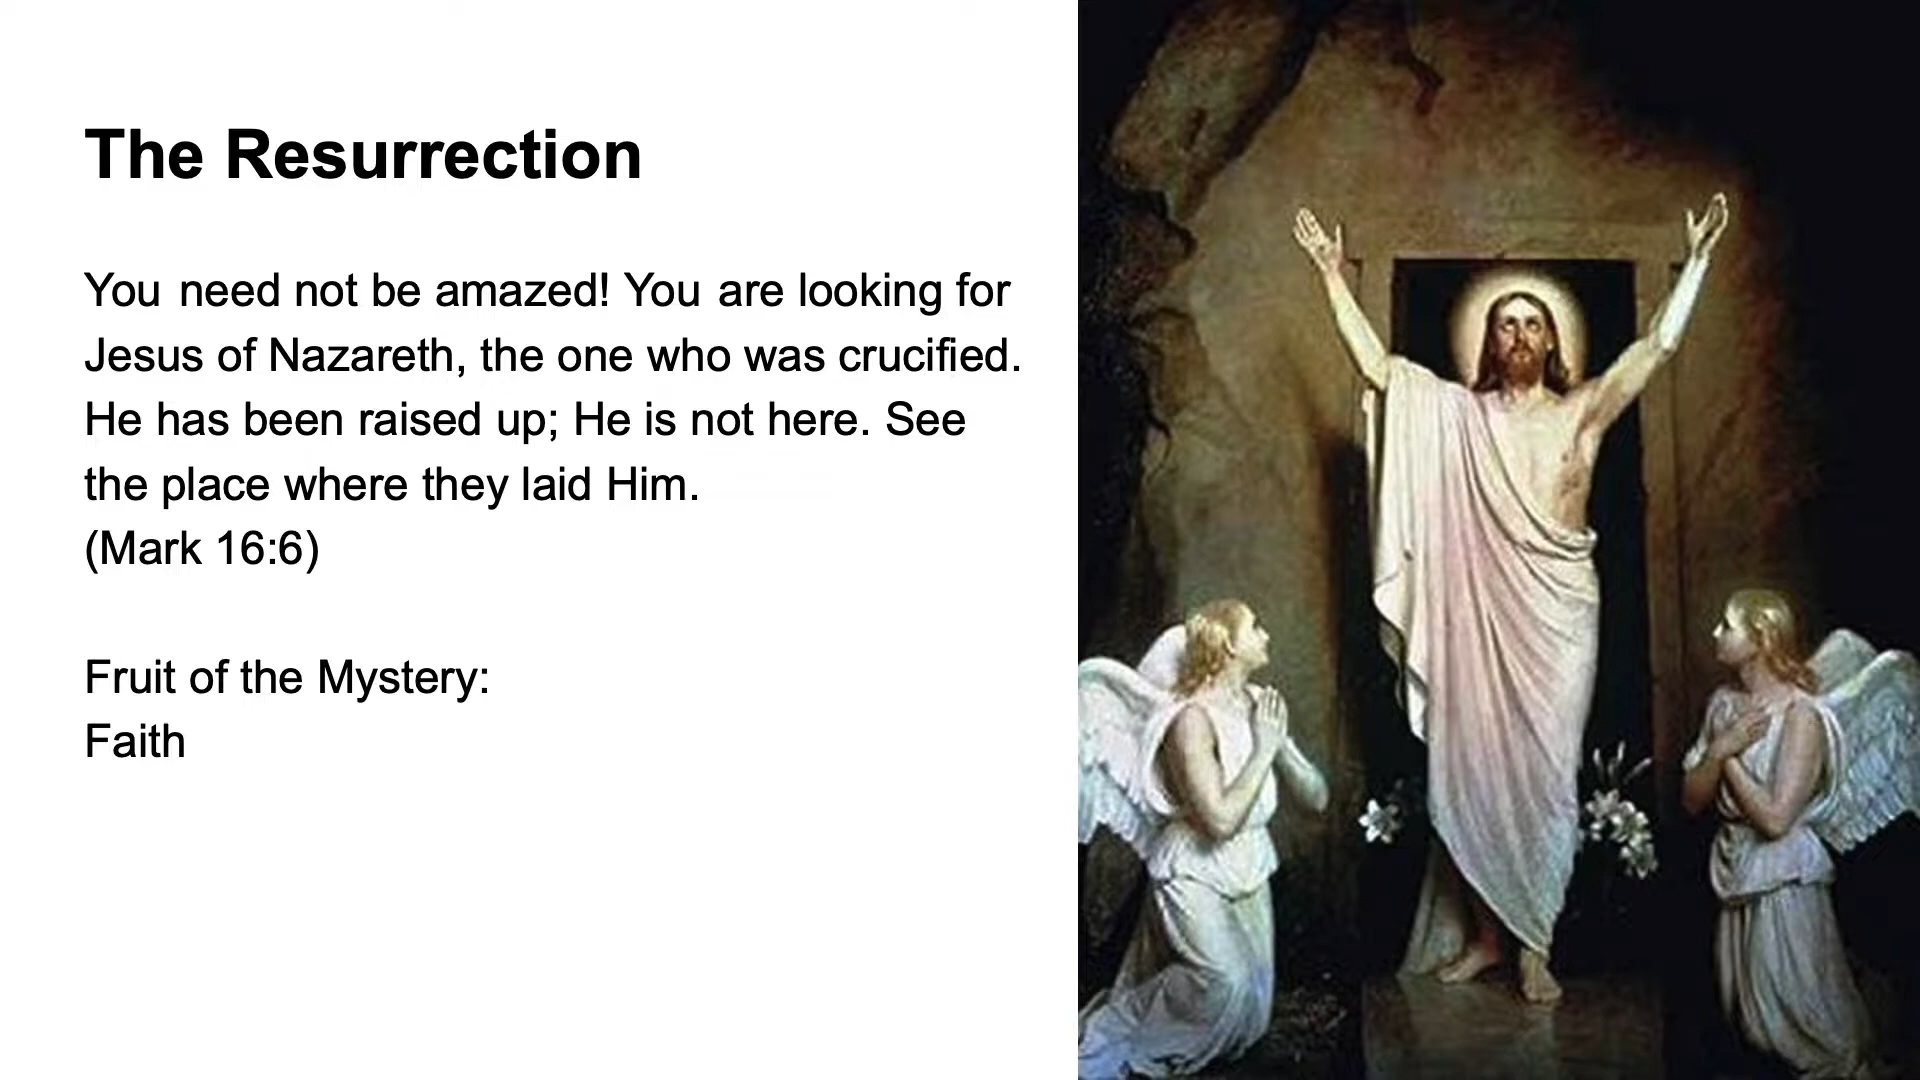 The Resurrection
You need not be amazed! You are looking for
Jesus of Nazareth, the one who was crucified.
He has been raised up; He is not here. See
the place where they laid Him.
(Mark 16:6)
Fruit of the Mystery:
Faith